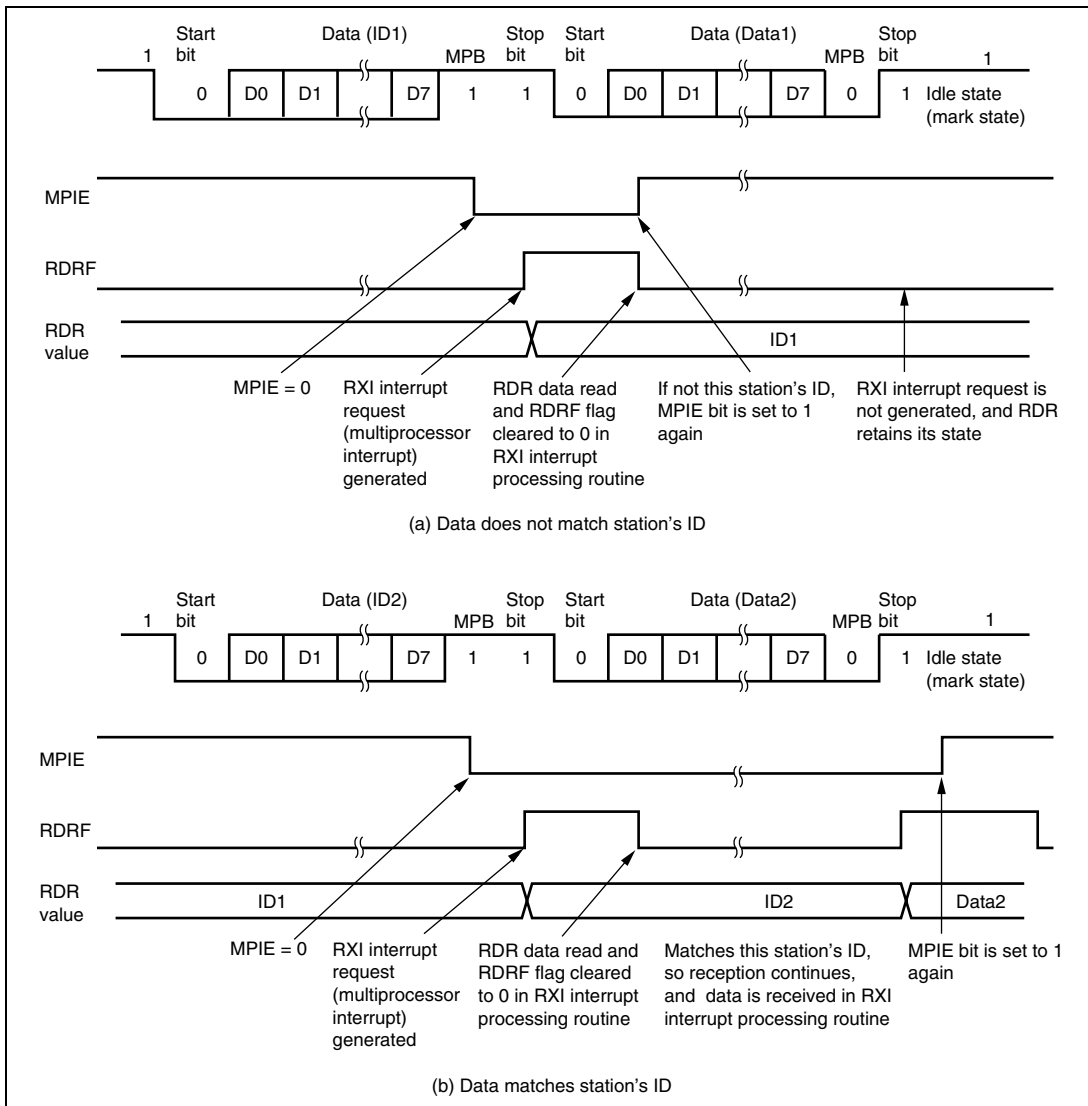 1 Start bit Data (ID1) MPB Stop bit Start bit Data (Data1) MPB Stop bit 1
0 D0 D1 D7 1 1 0 D0 D1 D7 0 1 Idle state (mark state)
MPIE
RDRF
RDR value
ID1
MPIE = 0
RXI interrupt
request
(multiprocessor
interrupt)
generated
RDR data read
and RDRF flag
cleared to 0 in
RXI interrupt
processing routine
If not this station's ID,
MPIE bit is set to 1
again
RXI interrupt request is
not generated, and RDR
retains its state
(a) Data does not match station's ID
1 Start bit Data (ID2) MPB Stop bit Start bit Data (Data2) MPB Stop bit 1
0 D0 D1 D7 1 1 0 D0 D1 D7 0 1 Idle state (mark state)
MPIE
RDRF
RDR value
ID1 ID2 Data2
MPIE = 0
RXI interrupt
request
(multiprocessor
interrupt)
generated
RDR data read and
RDRF flag cleared
to 0 in RXI interrupt
processing routine
Matches this station's ID,
so reception continues,
and data is received in RXI
interrupt processing routine
MPIE bit is set to 1
again
(b) Data matches station's ID